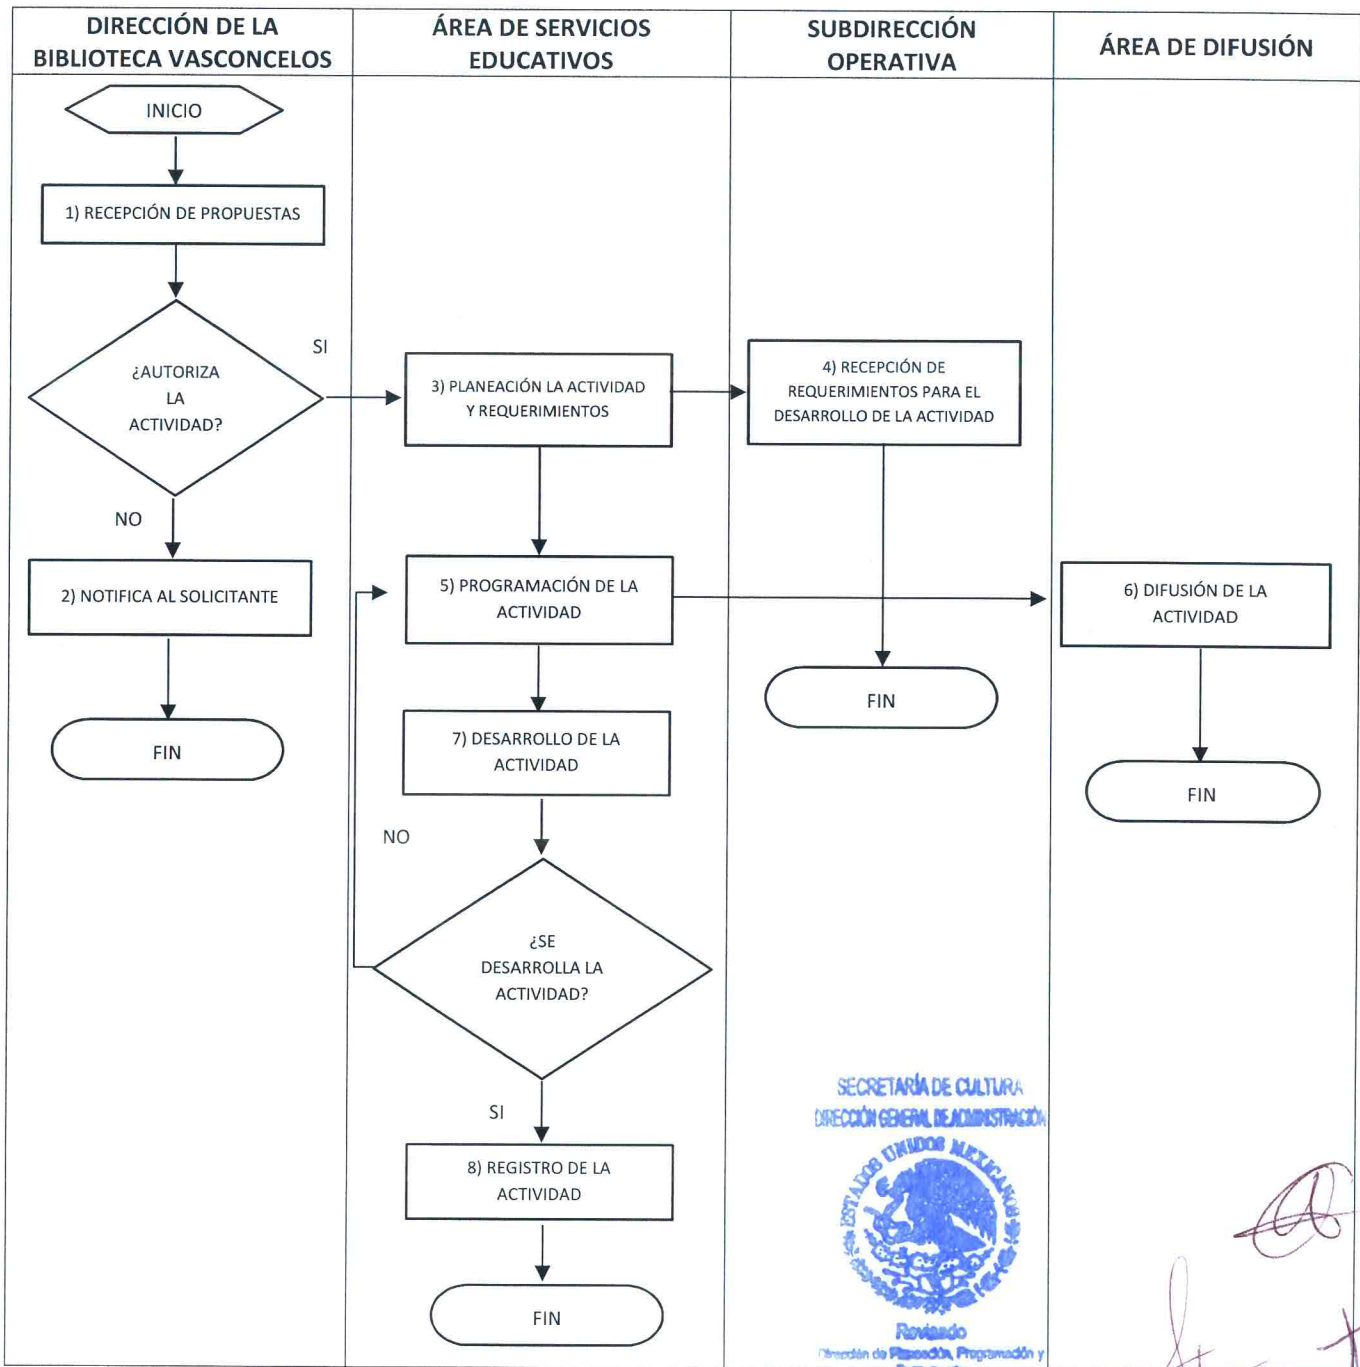 DIRECCIÓN DE LA
BIBLIOTECA VASCONCELOS
ÁREA DE SERVICIOS
EDUCATIVOS
SUBDIRECCIÓN
OPERATIVA
ÁREA DE DIFUSIÓN
INICIO
1) RECEPCIÓN DE PROPUESTAS
¿AUTORIZA
LA
ACTIVIDAD?
SI
NO
2) NOTIFICA AL SOLICITANTE
FIN
3) PLANEACIÓN LA ACTIVIDAD
Y REQUERIMIENTOS
4) RECEPCIÓN DE
REQUERIMIENTOS PARA EL
DESARROLLO DE LA ACTIVIDAD
FIN
5) PROGRAMACIÓN DE LA
ACTIVIDAD
6) DIFUSIÓN DE LA
ACTIVIDAD
FIN
7) DESARROLLO DE LA
ACTIVIDAD
NO
¿SE
DESARROLLA LA
ACTIVIDAD?
SI
8) REGISTRO DE LA
ACTIVIDAD
FIN
SECRETARÍA DE CULTURA
DIRECCIÓN GENERAL DE ADMINISTRACIÓN
ESTADOS UNIDOS MEXICANOS
Revisado
Dirección de Planeación, Programación y